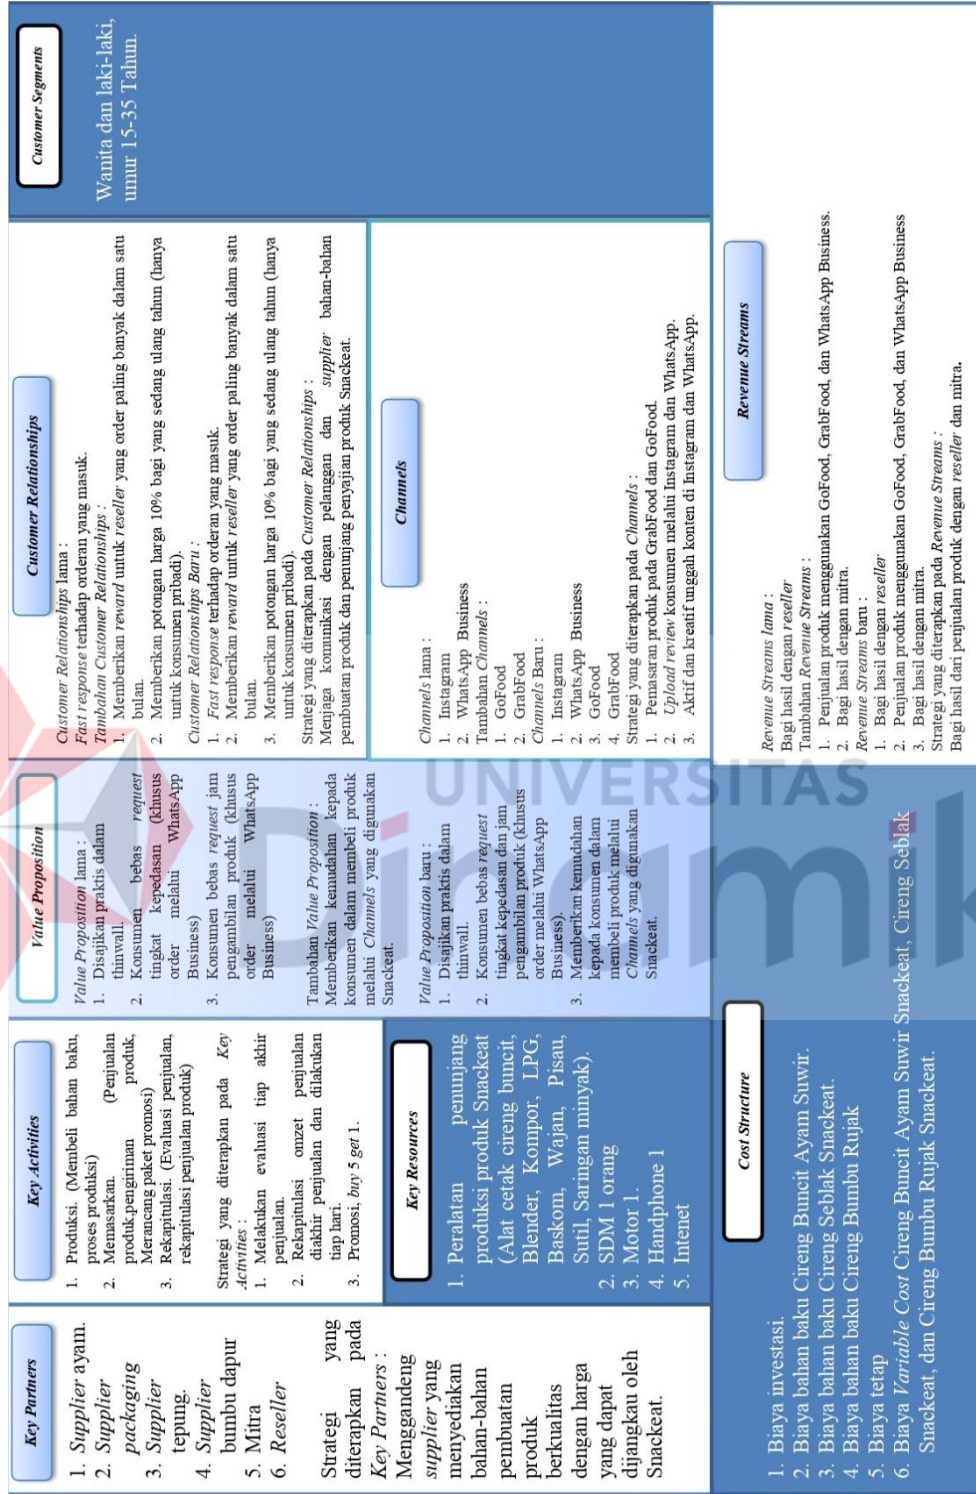 Key Partners
1. Supplier ayam.
2. Supplier
packaging
3. Supplier
tepung.
4. Supplier
bumbu dapur
5. Mitra
6. Reseller
Strategi yang
diterapkan pada
Key Partners :
Menggandeng
supplier yang
menyediakan
bahan-bahan
pembuatan
produk
berkualitas
dengan harga
yang dapat
dijangkau oleh
Snackeat.
Key Activities
1. Produksi. (Membeli bahan baku,
proses produksi)
2. Memasarkan. (Penjualan
produk,pengiriman produk,
Merancang paket promosi)
3. Rekapitulasi. (Evaluasi penjualan,
rekapitulasi penjualan produk)
Strategi yang diterapkan pada Key
Activities :
1. Melakukan evaluasi tiap akhir
penjualan.
2. Rekapitulasi omzet penjualan
diakhir penjualan dan dilakukan
tiap hari.
3. Promosi, buy 5 get 1.
Key Resources
1. Peralatan penunjang
produksi produk Snackeat
(Alat cetak cireng buncit,
Blender, Kompor, LPG,
Baskom, Wajan, Pisau,
Sutil, Saringan minyak).
2. SDM 1 orang
3. Motor 1.
4. Handphone 1
5. Intenet
Value Proposition
Value Proposition lama :
1. Disajikan praktis dalam
thinwall.
2. Konsumen bebas request
tingkat kepedasan (khusus
order melalui WhatsApp
Business)
3. Konsumen bebas request jam
pengambilan produk (khusus
order melalui WhatsApp
Business)
Tambahan Value Proposition :
Memberikan kemudahan kepada
konsumen dalam membeli produk
melalui Channels yang digunakan
Snackeat.
Value Proposition baru :
1. Disajikan praktis dalam
thinwall.
2. Konsumen bebas request
tingkat kepedasan dan jam
pengambilan produk (khusus
order melalui WhatsApp
Business).
3. Memberikan kemudahan
kepada konsumen dalam
membeli produk melalui
Channels yang digunakan
Snackeat.
Customer Relationships
Customer Relationships lama :
Fast response terhadap orderan yang masuk.
Tambahan Customer Relationships :
1. Memberikan reward untuk reseller yang order paling banyak dalam satu
bulan.
2. Memberikan potongan harga 10% bagi yang sedang ulang tahun (hanya
untuk konsumen pribadi).
Customer Relationships Baru :
1. Fast response terhadap orderan yang masuk.
2. Memberikan reward untuk reseller yang order paling banyak dalam satu
bulan.
3. Memberikan potongan harga 10% bagi yang sedang ulang tahun (hanya
untuk konsumen pribadi).
Strategi yang diterapkan pada Customer Relationships :
Menjaga komunikasi dengan pelanggan dan supplier bahan-bahan
pembuatan produk dan penunjang penyajian produk Snackeat.
Channels
Channels lama :
1. Instagram
2. WhatsApp Business
Tambahan Channels :
1. GoFood
2. GrabFood
Channels Baru :
1. Instagram
2. WhatsApp Business
3. GoFood
4. GrabFood
Strategi yang diterapkan pada Channels :
1. Pemasaran produk pada GrabFood dan GoFood.
2. Upload review konsumen melalui Instagram dan WhatsApp.
3. Aktif dan kreatif unggah konten di Instagram dan WhatsApp.
Customer Segments
Wanita dan laki-laki,
umur 15-35 Tahun.
Cost Structure
1. Biaya investasi.
2. Biaya bahan baku Cireng Buncit Ayam Suwir.
3. Biaya bahan baku Cireng Seblak Snackeat.
4. Biaya bahan baku Cireng Bumbu Rujak
5. Biaya tetap
6. Biaya Variable Cost Cireng Buncit Ayam Suwir Snackeat, Cireng Seblak
Snackeat, dan Cireng Bumbu Rujak Snackeat.
Revenue Streams
Revenue Streams lama :
Bagi hasil dengan reseller
Tambahan Revenue Streams :
1. Penjualan produk menggunakan GoFood, GrabFood, dan WhatsApp Business.
2. Bagi hasil dengan mitra.
Revenue Streams baru :
1. Bagi hasil dengan reseller
2. Penjualan produk menggunakan GoFood, GrabFood, dan WhatsApp Business
3. Bagi hasil dengan mitra.
Strategi yang diterapkan pada Revenue Streams :
Bagi hasil dari penjualan produk dengan reseller dan mitra.
UNIVERSITAS
Dinamik